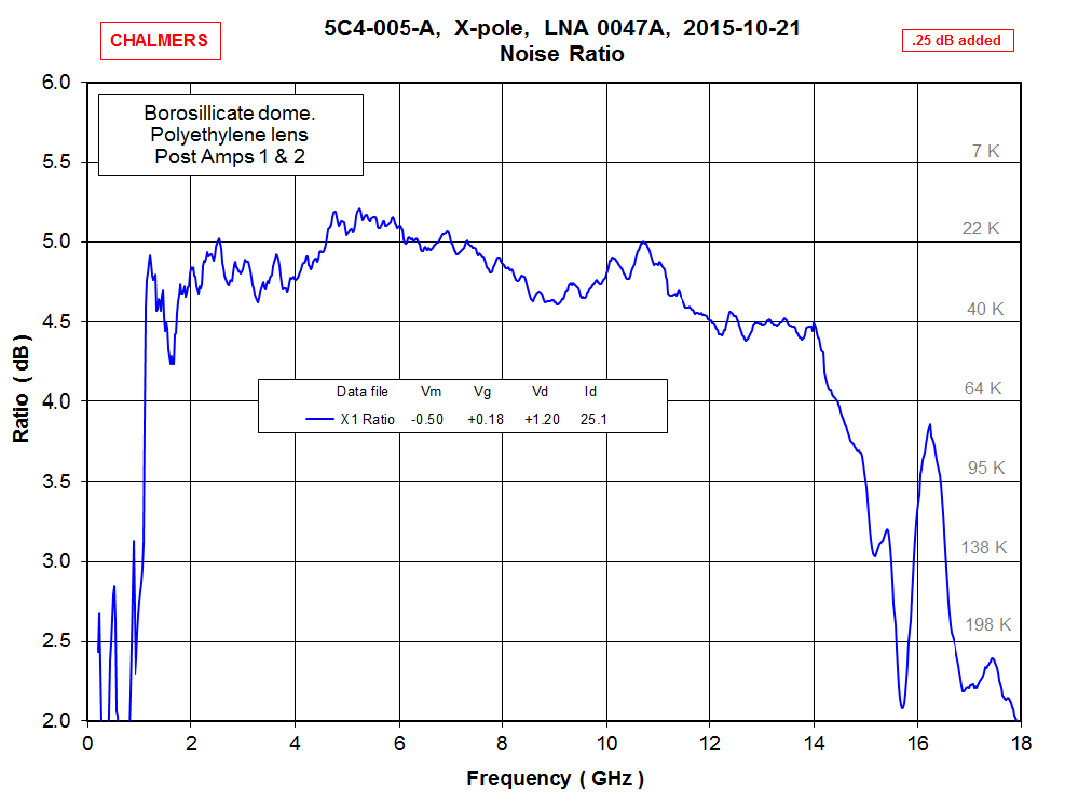 CHALMERS
5C4-005-A, X-pole, LNA 0047A, 2015-10-21
Noise Ratio
.25 dB added
Borosillicate dome.
Polyethylene lens
Post Amps 1 & 2
6.0
5.5
5.0
4.5
4.0
3.5
3.0
2.5
2.0
Ratio ( dB )
7 K
22 K
40 K
64 K
95 K
138 K
198 K
Data file Vm Vg Vd Id
X1 Ratio -0.50 +0.18 +1.20 25.1
0 2 4 6 8 10 12 14 16 18
Frequency ( GHz )